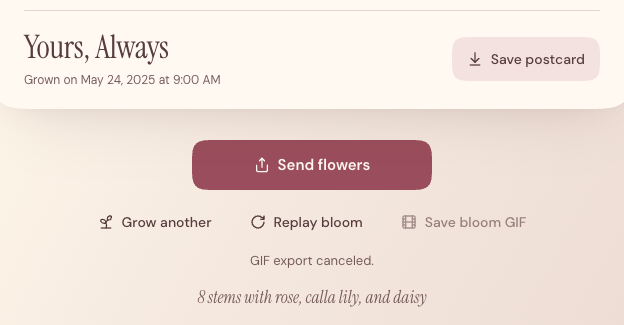 Yours, Always
Grown on May 24, 2025 at 9:00 AM
Save postcard
Send flowers
Grow another
Replay bloom
Save bloom GIF
GIF export canceled.
8 stems with rose, calla lily, and daisy